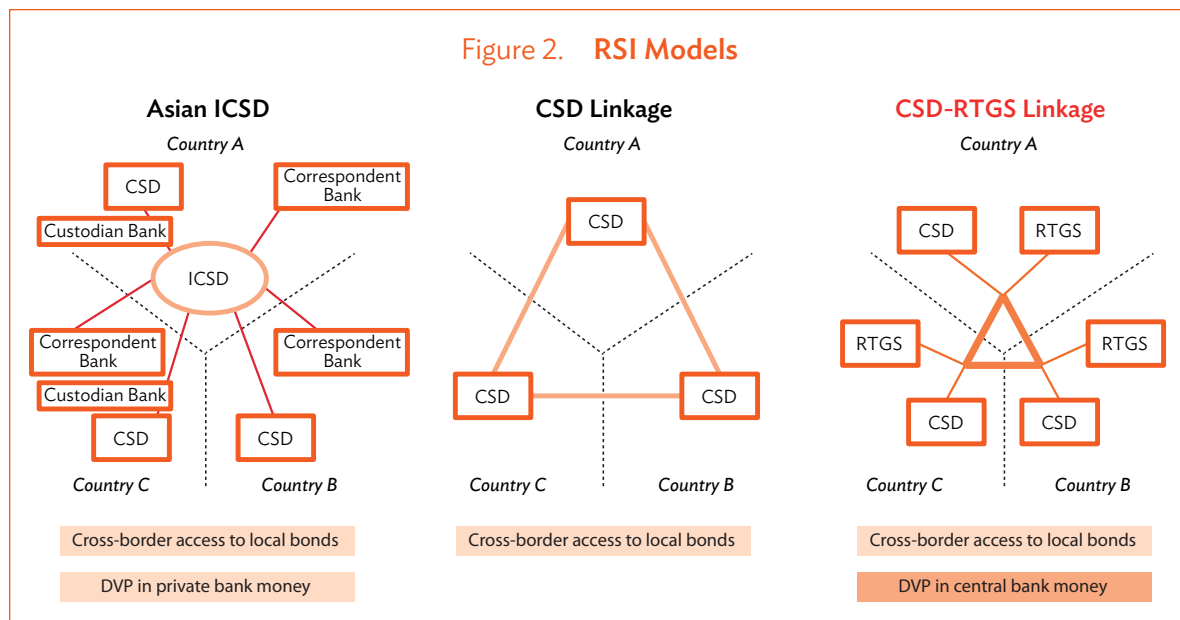 Figure 2. RSI Models
Asian ICSD
Country A
CSD
Correspondent
Bank
Custodian Bank
ICSD
Correspondent
Bank
Correspondent
Bank
Custodian Bank
CSD
CSD
Country C
Country B
Cross-border access to local bonds
DVP in private bank money
CSD Linkage
Country A
CSD
CSD
CSD
Country C
Country B
Cross-border access to local bonds
CSD-RTGS Linkage
Country A
CSD
RTGS
RTGS
RTGS
CSD
CSD
Country C
Country B
Cross-border access to local bonds
DVP in central bank money